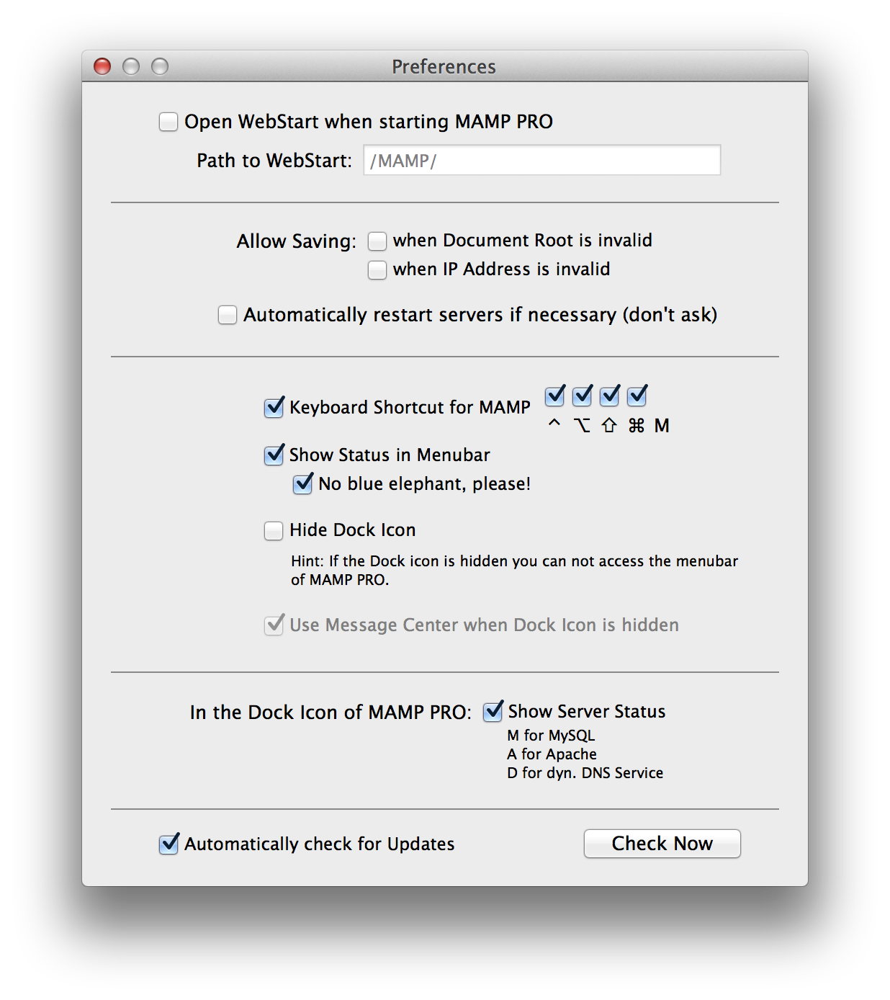 Preferences
Open WebStart when starting MAMP PRO
Path to WebStart: /MAMP/
Allow Saving: when Document Root is invalid
when IP Address is invalid
Automatically restart servers if necessary (don't ask)
Keyboard Shortcut for MAMP
^ ⌥ ⇧ ⌘ M
Show Status in Menubar
No blue elephant, please!
Hide Dock Icon
Hint: If the Dock icon is hidden you can not access the menubar
of MAMP PRO.
Use Message Center when Dock Icon is hidden
In the Dock Icon of MAMP PRO: Show Server Status
M for MySQL
A for Apache
D for dyn. DNS Service
Automatically check for Updates Check Now